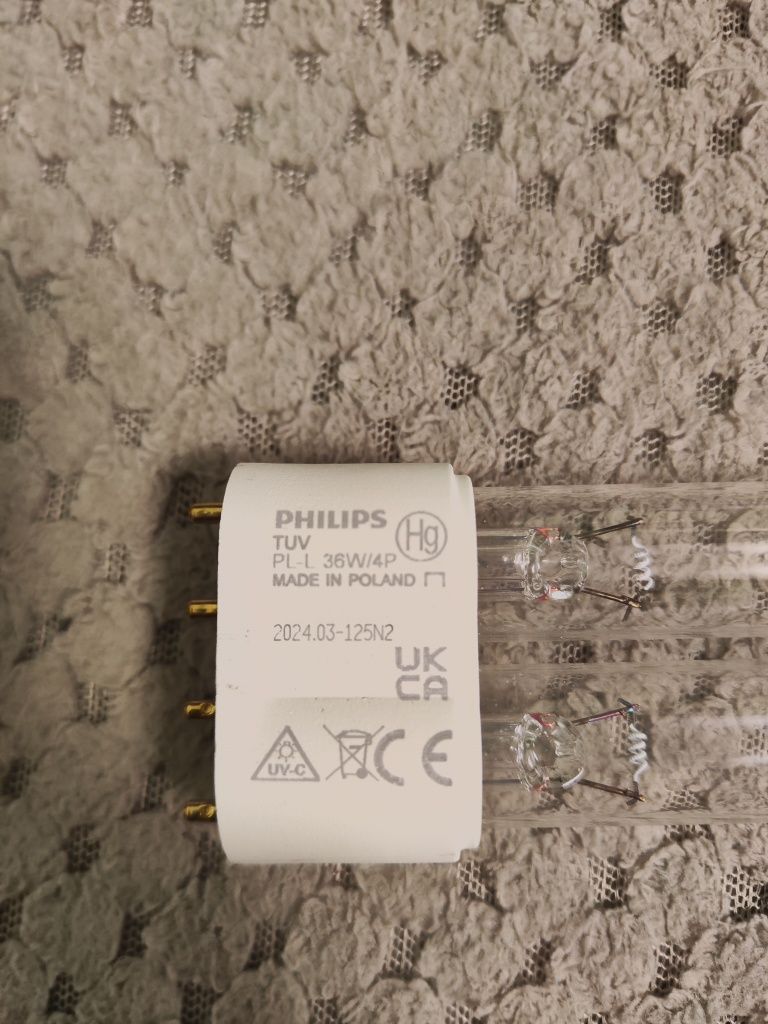 PHILIPS
Hg
TUV
PL-L 36W/4P
MADE IN POLAND
2024.03-125N2
UK
CA
UV-C
CE